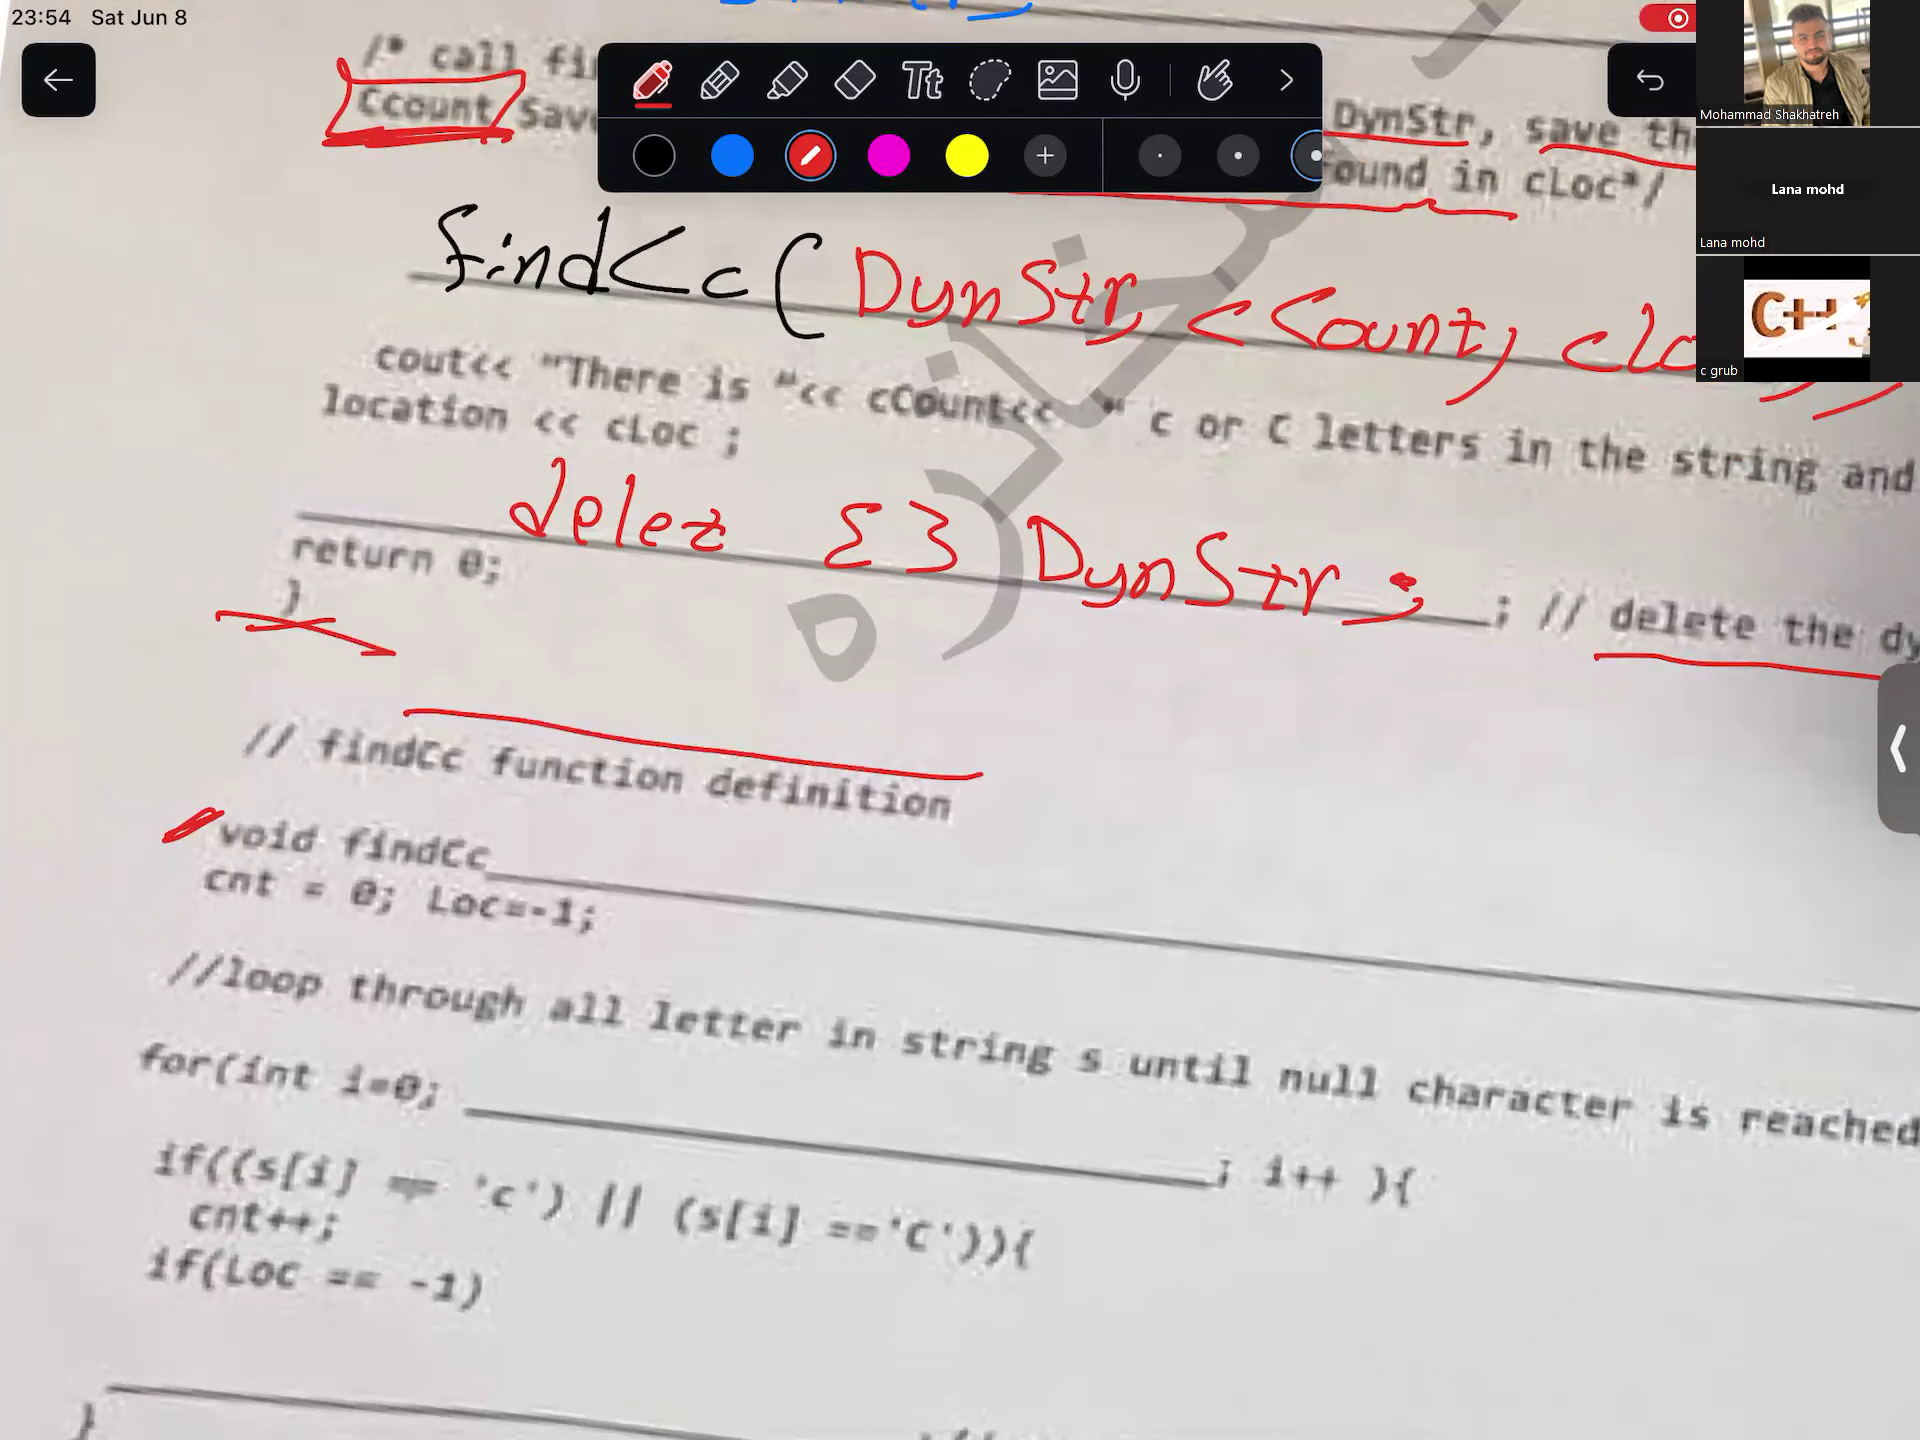 23:54 Sat Jun 8
/* call fi
Ccount Save
DynStr, save th
found in cLoc*/
Mohammad Shakhatreh
Lana mohd
Lana mohd
C++
c grub
Tt
findCc( DynStr, cCount, cLo
cout<< "There is "<< cCount<< " c or C letters in the string and
location << cLoc ;
delet [] DynStr ;
; // delete the dy
return 0;
}
// findCc function definition
void findCc
cnt = 0; Loc=-1;
//loop through all letter in string s until null character is reached
for(int i=0; ; i++ ){
if((s[i] == 'c') || (s[i] =='C')){
cnt++;
if(Loc == -1)
}